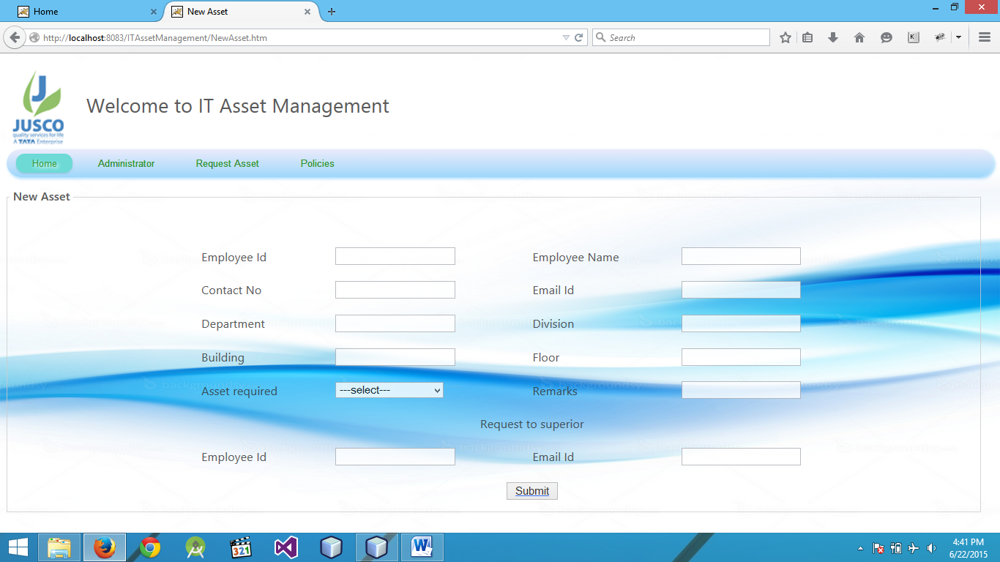 Home
New Asset
http://localhost:8083/ITAssetManagement/NewAsset.htm
Search
J
JUSCO
quality services for life
A TATA Enterprise
Welcome to IT Asset Management
Home Administrator Request Asset Policies
New Asset
Employee Id Employee Name
Contact No Email Id
Department Division
Building Floor
Asset required ---select--- Remarks
Request to superior
Employee Id Email Id
Submit
321
4:41 PM
6/22/2015